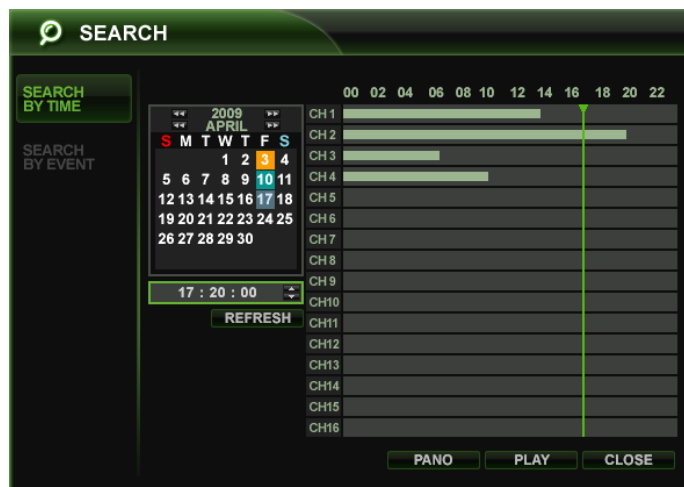 SEARCH
SEARCH
BY TIME
SEARCH
BY EVENT
2009
APRIL
S M T W T F S
1 2 3 4
5 6 7 8 9 10 11
12 13 14 15 16 17 18
19 20 21 22 23 24 25
26 27 28 29 30
17 : 20 : 00
REFRESH
00 02 04 06 08 10 12 14 16 18 20 22
CH 1
CH 2
CH 3
CH 4
CH 5
CH 6
CH 7
CH 8
CH 9
CH10
CH11
CH12
CH13
CH14
CH15
CH16
PANO PLAY CLOSE